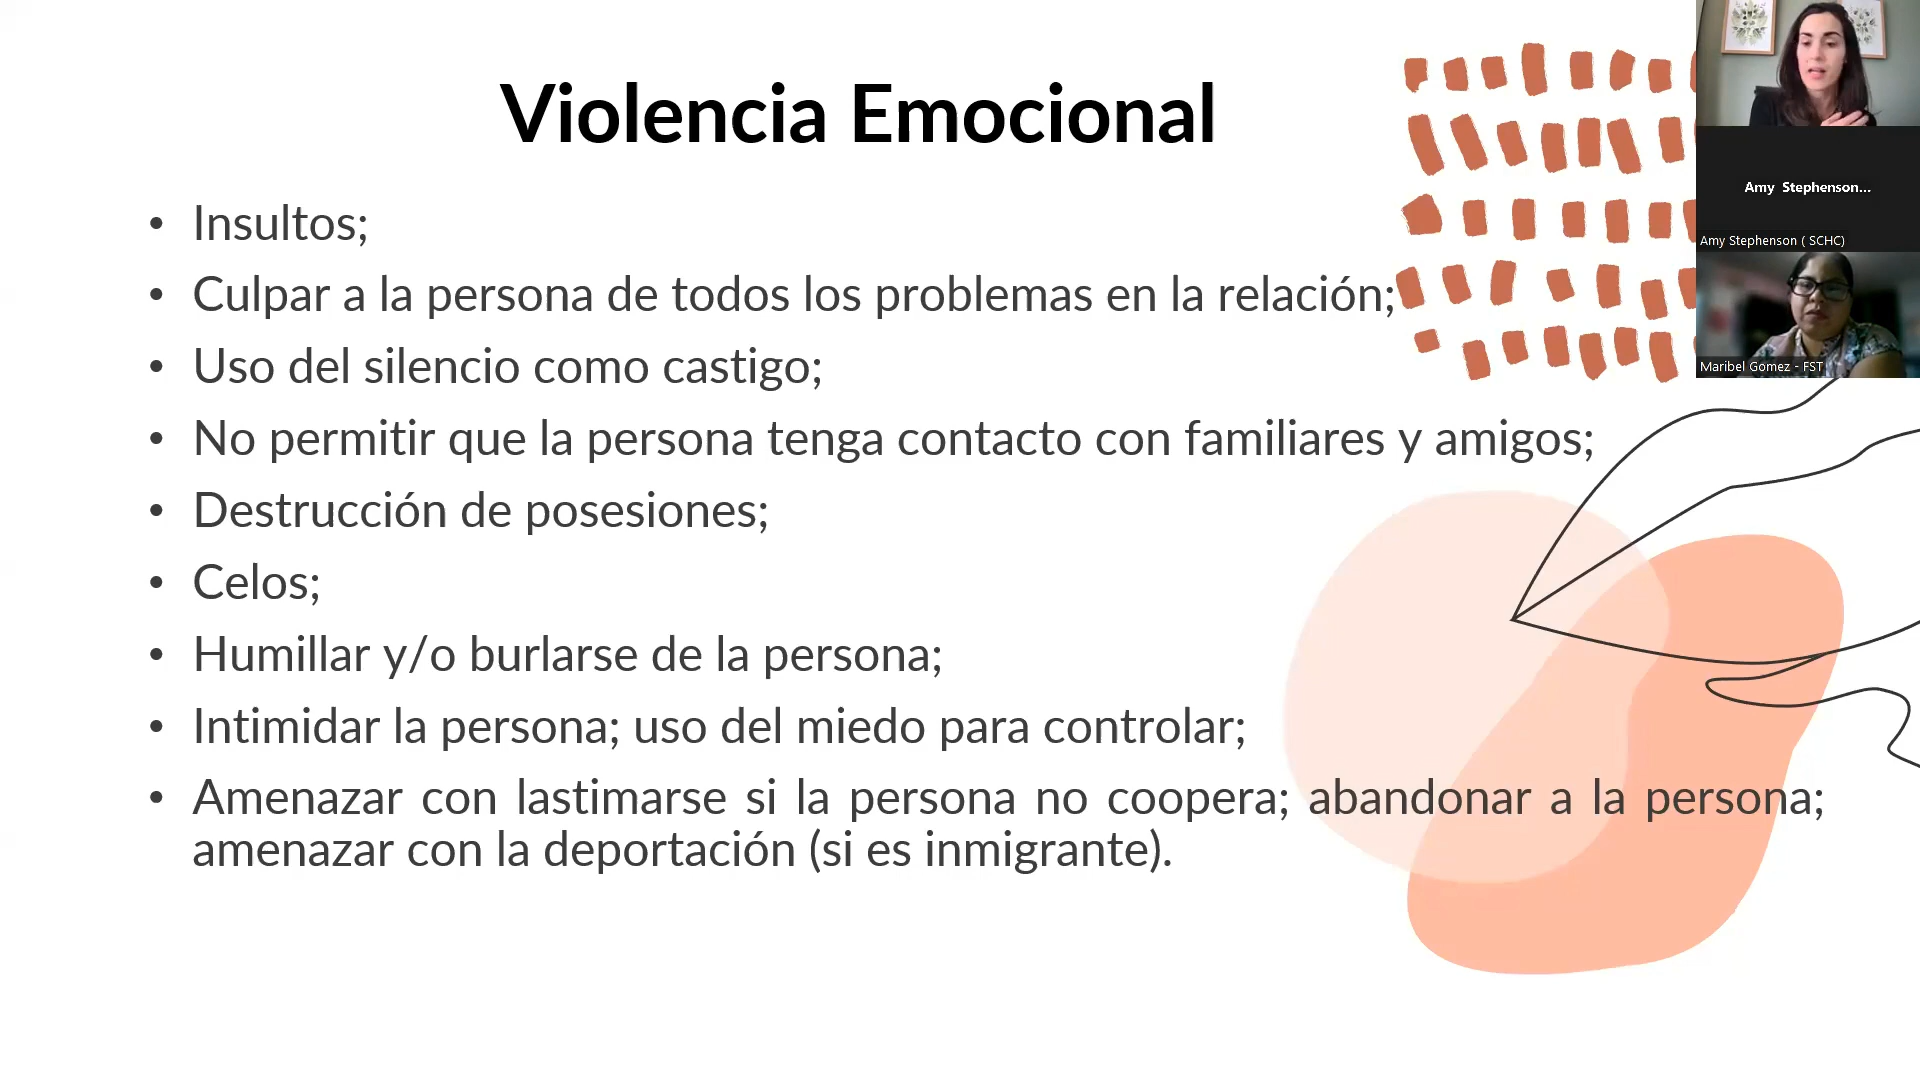 Violencia Emocional
• Insultos;
• Culpar a la persona de todos los problemas en la relación;
• Uso del silencio como castigo;
• No permitir que la persona tenga contacto con familiares y amigos;
• Destrucción de posesiones;
• Celos;
• Humillar y/o burlarse de la persona;
• Intimidar la persona; uso del miedo para controlar;
• Amenazar con lastimarse si la persona no coopera; abandonar a la persona;
amenazar con la deportación (si es inmigrante).
Amy Stephenson...
Amy Stephenson ( SCHC)
Maribel Gomez - FST